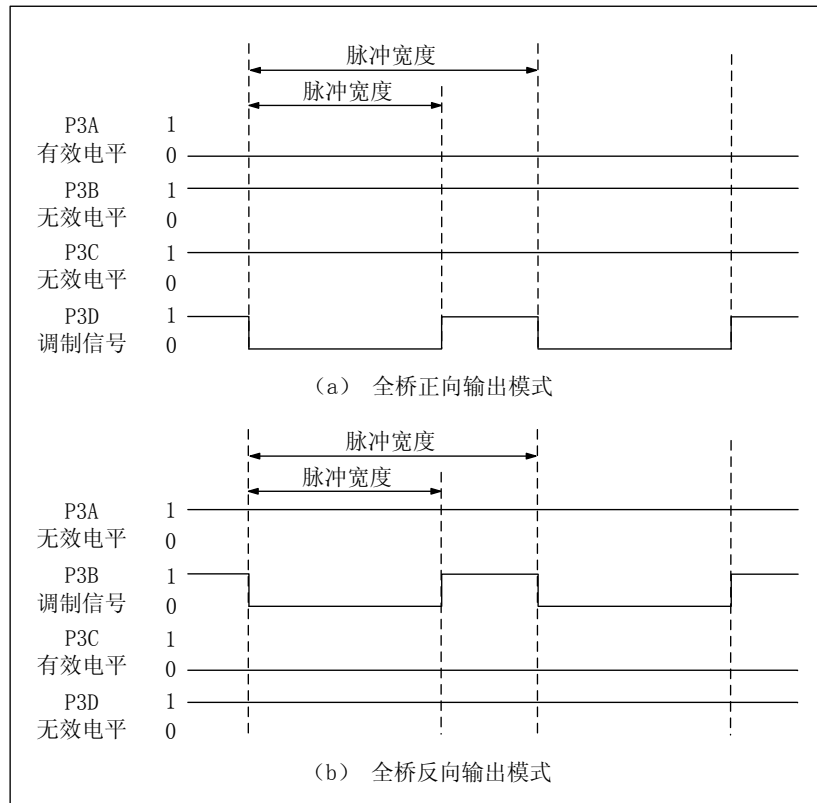 脉冲宽度
脉冲宽度
P3A 1
有效电平 0
P3B 1
无效电平 0
P3C 1
无效电平 0
P3D 1
调制信号 0
（a） 全桥正向输出模式
脉冲宽度
脉冲宽度
P3A 1
无效电平 0
P3B 1
调制信号 0
P3C 1
有效电平 0
P3D 1
无效电平 0
（b） 全桥反向输出模式